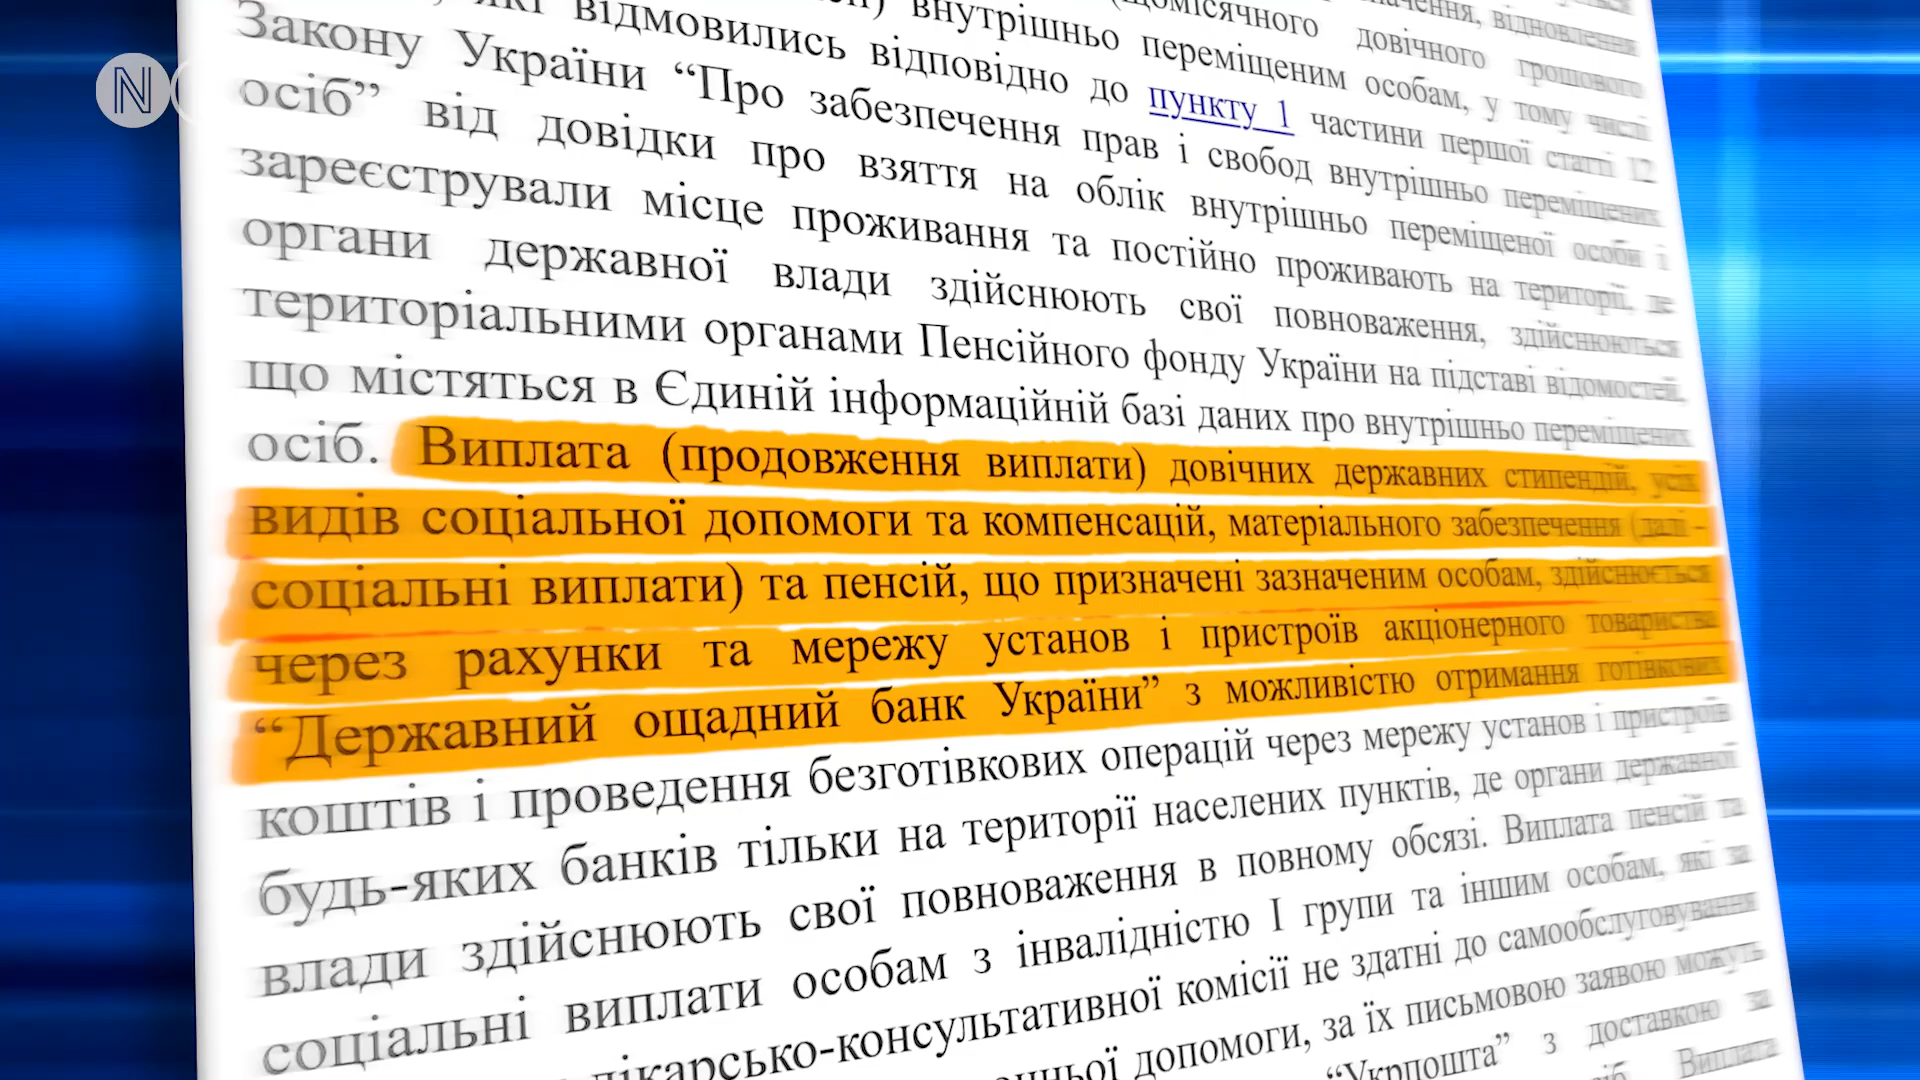 N
відмовились відповідно до пункту 1 частини першої статті 12
Закону України “Про забезпечення прав і свобод внутрішньо переміщених
осіб” від довідки про взяття на облік внутрішньо переміщеної особи і
зареєстрували місце проживання та постійно проживають на території, де
органи державної влади здійснюють свої повноваження, здійснюються
територіальними органами Пенсійного фонду України на підставі відомостей,
що містяться в Єдиній інформаційній базі даних про внутрішньо переміщених
осіб. Виплата (продовження виплати) довічних державних стипендій, усіх
видів соціальної допомоги та компенсацій, матеріального забезпечення (далі –
соціальні виплати) та пенсій, що призначені зазначеним особам, здійснюється
через рахунки та мережу установ і пристроїв акціонерного товариства
“Державний ощадний банк України” з можливістю отримання готівкових
коштів і проведення безготівкових операцій через мережу установ і пристроїв
будь-яких банків тільки на території населених пунктів, де органи державної
влади здійснюють свої повноваження в повному обсязі. Виплата пенсій та
соціальні виплати особам з інвалідністю I групи та іншим особам, які за
лікарсько-консультативної комісії не здатні до самообслуговування
допомоги, за їх письмовою заявою можуть
“Укрпошта” з доставкою за
Виплата